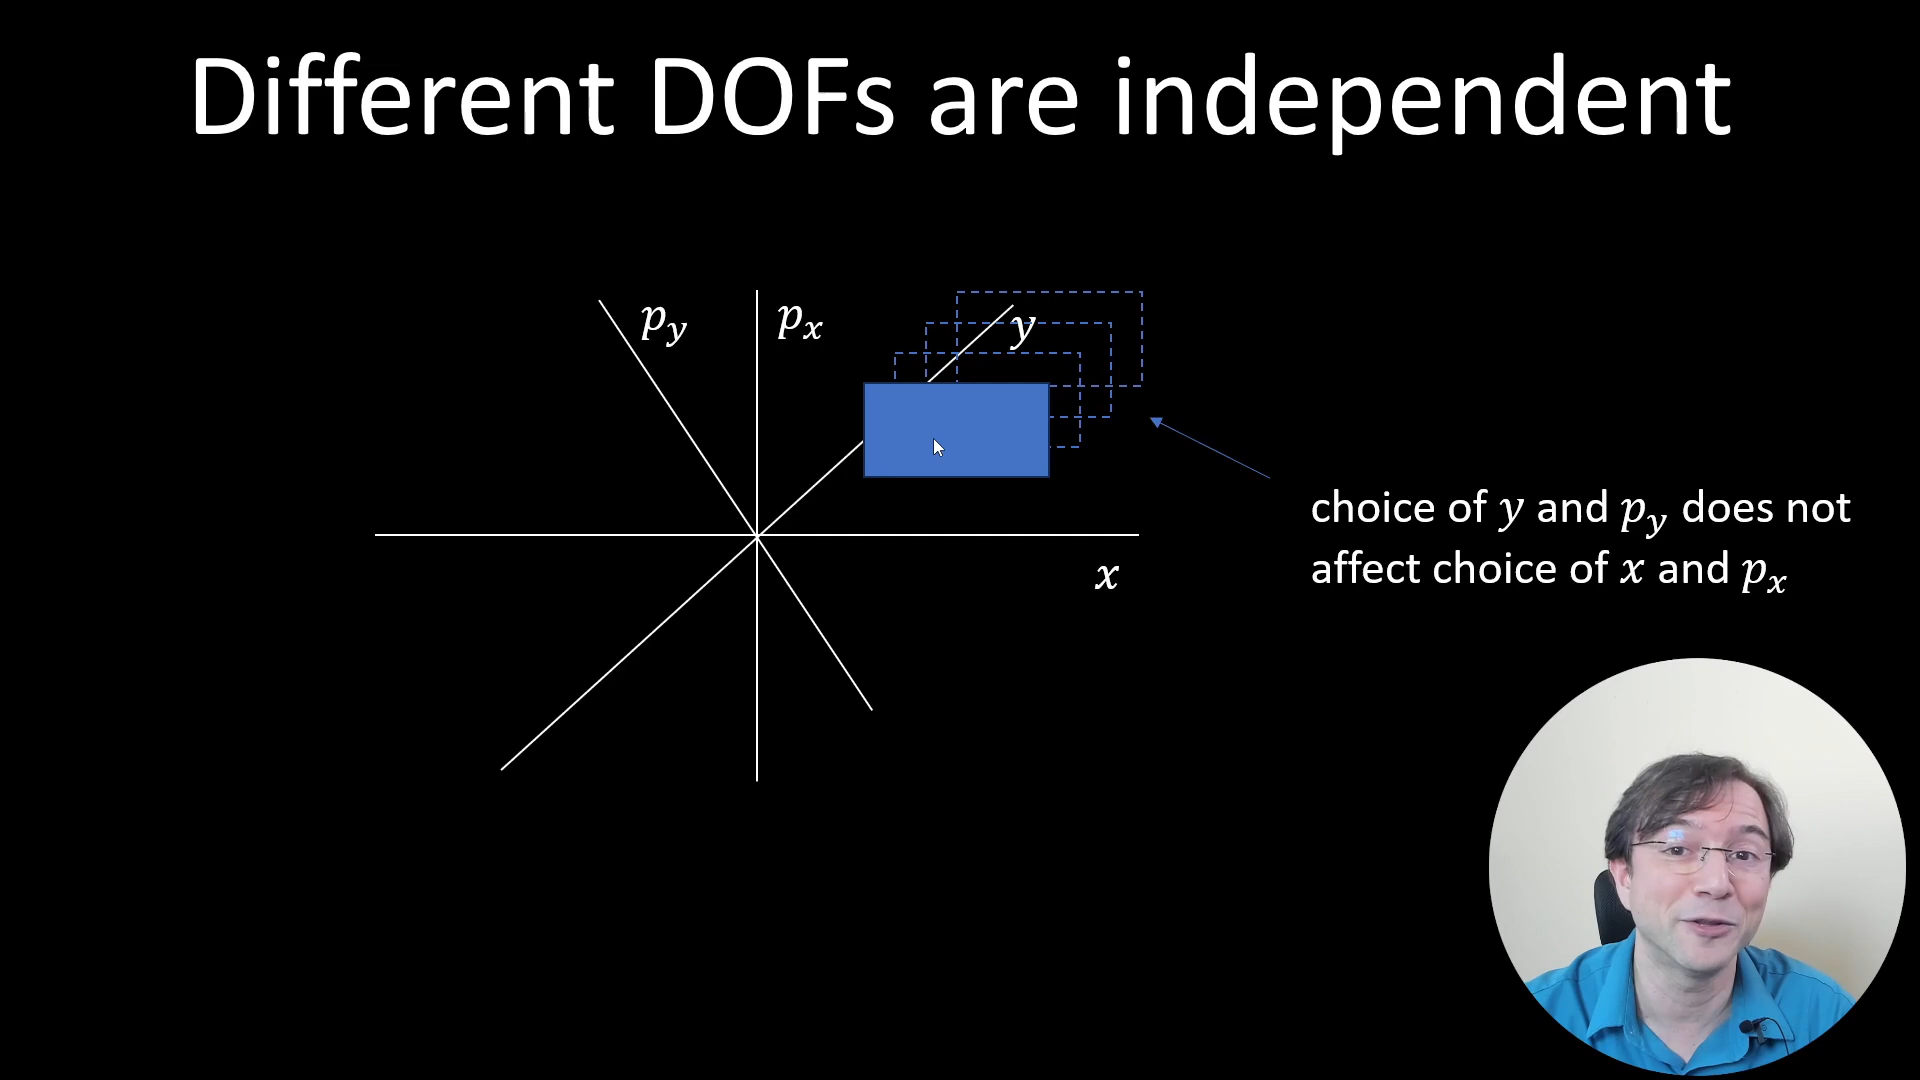 Different DOFs are independent
p_y
p_x
y
x
choice of y and p_y does not
affect choice of x and p_x